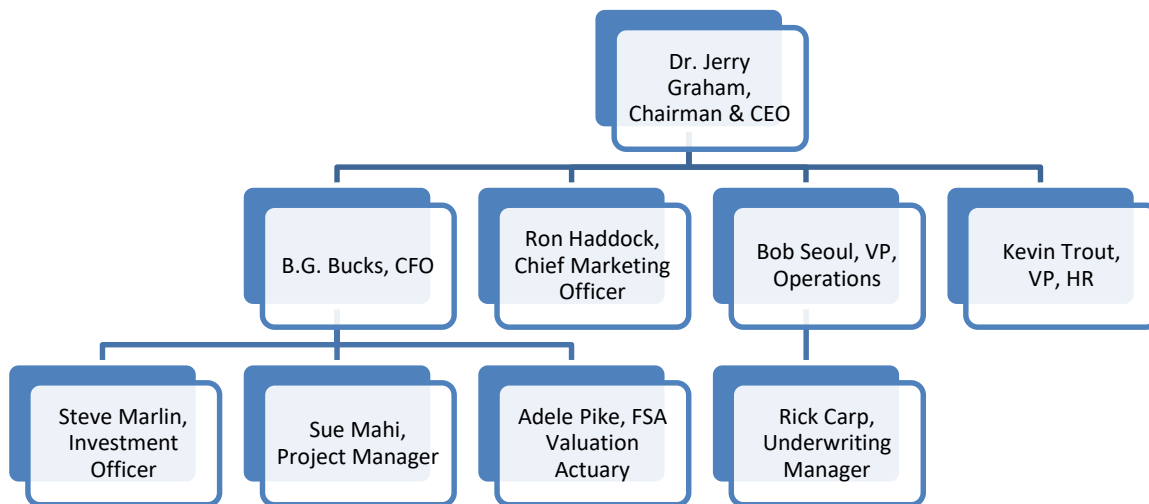 Dr. Jerry
Graham,
Chairman & CEO
B.G. Bucks, CFO
Ron Haddock,
Chief Marketing
Officer
Bob Seoul, VP,
Operations
Kevin Trout,
VP, HR
Steve Marlin,
Investment
Officer
Sue Mahi,
Project Manager
Adele Pike, FSA
Valuation
Actuary
Rick Carp,
Underwriting
Manager